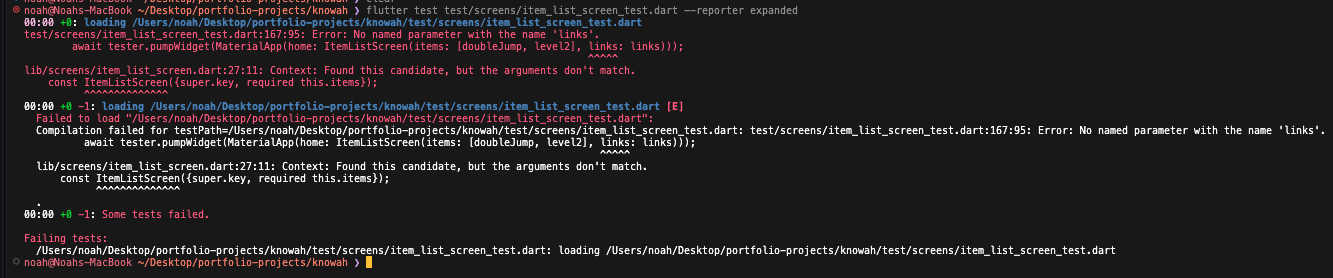 noah@Noahs-MacBook ~/Desktop/portfolio-projects/knowah ❯ flutter test test/screens/item_list_screen_test.dart --reporter expanded
00:00 +0: loading /Users/noah/Desktop/portfolio-projects/knowah/test/screens/item_list_screen_test.dart
test/screens/item_list_screen_test.dart:167:95: Error: No named parameter with the name 'links'.
        await tester.pumpWidget(MaterialApp(home: ItemListScreen(items: [doubleJump, level2], links: links)));
                                                                                              ^^^^^
lib/screens/item_list_screen.dart:27:11: Context: Found this candidate, but the arguments don't match.
    const ItemListScreen({super.key, required this.items});
          ^^^^^^^^^^^^^^
00:00 +0 -1: loading /Users/noah/Desktop/portfolio-projects/knowah/test/screens/item_list_screen_test.dart [E]
  Failed to load "/Users/noah/Desktop/portfolio-projects/knowah/test/screens/item_list_screen_test.dart":
  Compilation failed for testPath=/Users/noah/Desktop/portfolio-projects/knowah/test/screens/item_list_screen_test.dart: test/screens/item_list_screen_test.dart:167:95: Error: No named parameter with the name 'links'.
          await tester.pumpWidget(MaterialApp(home: ItemListScreen(items: [doubleJump, level2], links: links)));
                                                                                                ^^^^^
  lib/screens/item_list_screen.dart:27:11: Context: Found this candidate, but the arguments don't match.
      const ItemListScreen({super.key, required this.items});
            ^^^^^^^^^^^^^^
  .
00:00 +0 -1: Some tests failed.
Failing tests:
  /Users/noah/Desktop/portfolio-projects/knowah/test/screens/item_list_screen_test.dart: loading /Users/noah/Desktop/portfolio-projects/knowah/test/screens/item_list_screen_test.dart
noah@Noahs-MacBook ~/Desktop/portfolio-projects/knowah ❯